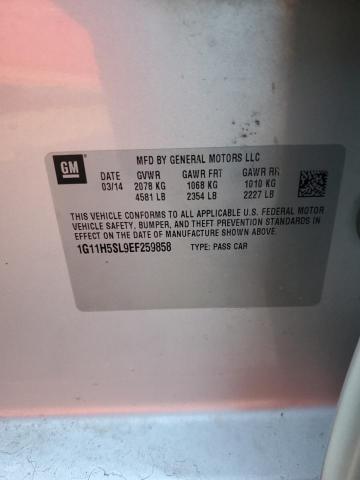 GM
MFD BY GENERAL MOTORS LLC
DATE GVWR GAWR FRT GAWR RR
03/14 2078 KG 1068 KG 1010 KG
4581 LB 2354 LB 2227 LB
THIS VEHICLE CONFORMS TO ALL APPLICABLE U.S. FEDERAL MOTOR
VEHICLE SAFETY, BUMPER, AND THEFT PREVENTION STANDARDS IN
EFFECT ON THE DATE OF MANUFACTURE SHOWN ABOVE.
1G11H5SL9EF259858 TYPE: PASS CAR